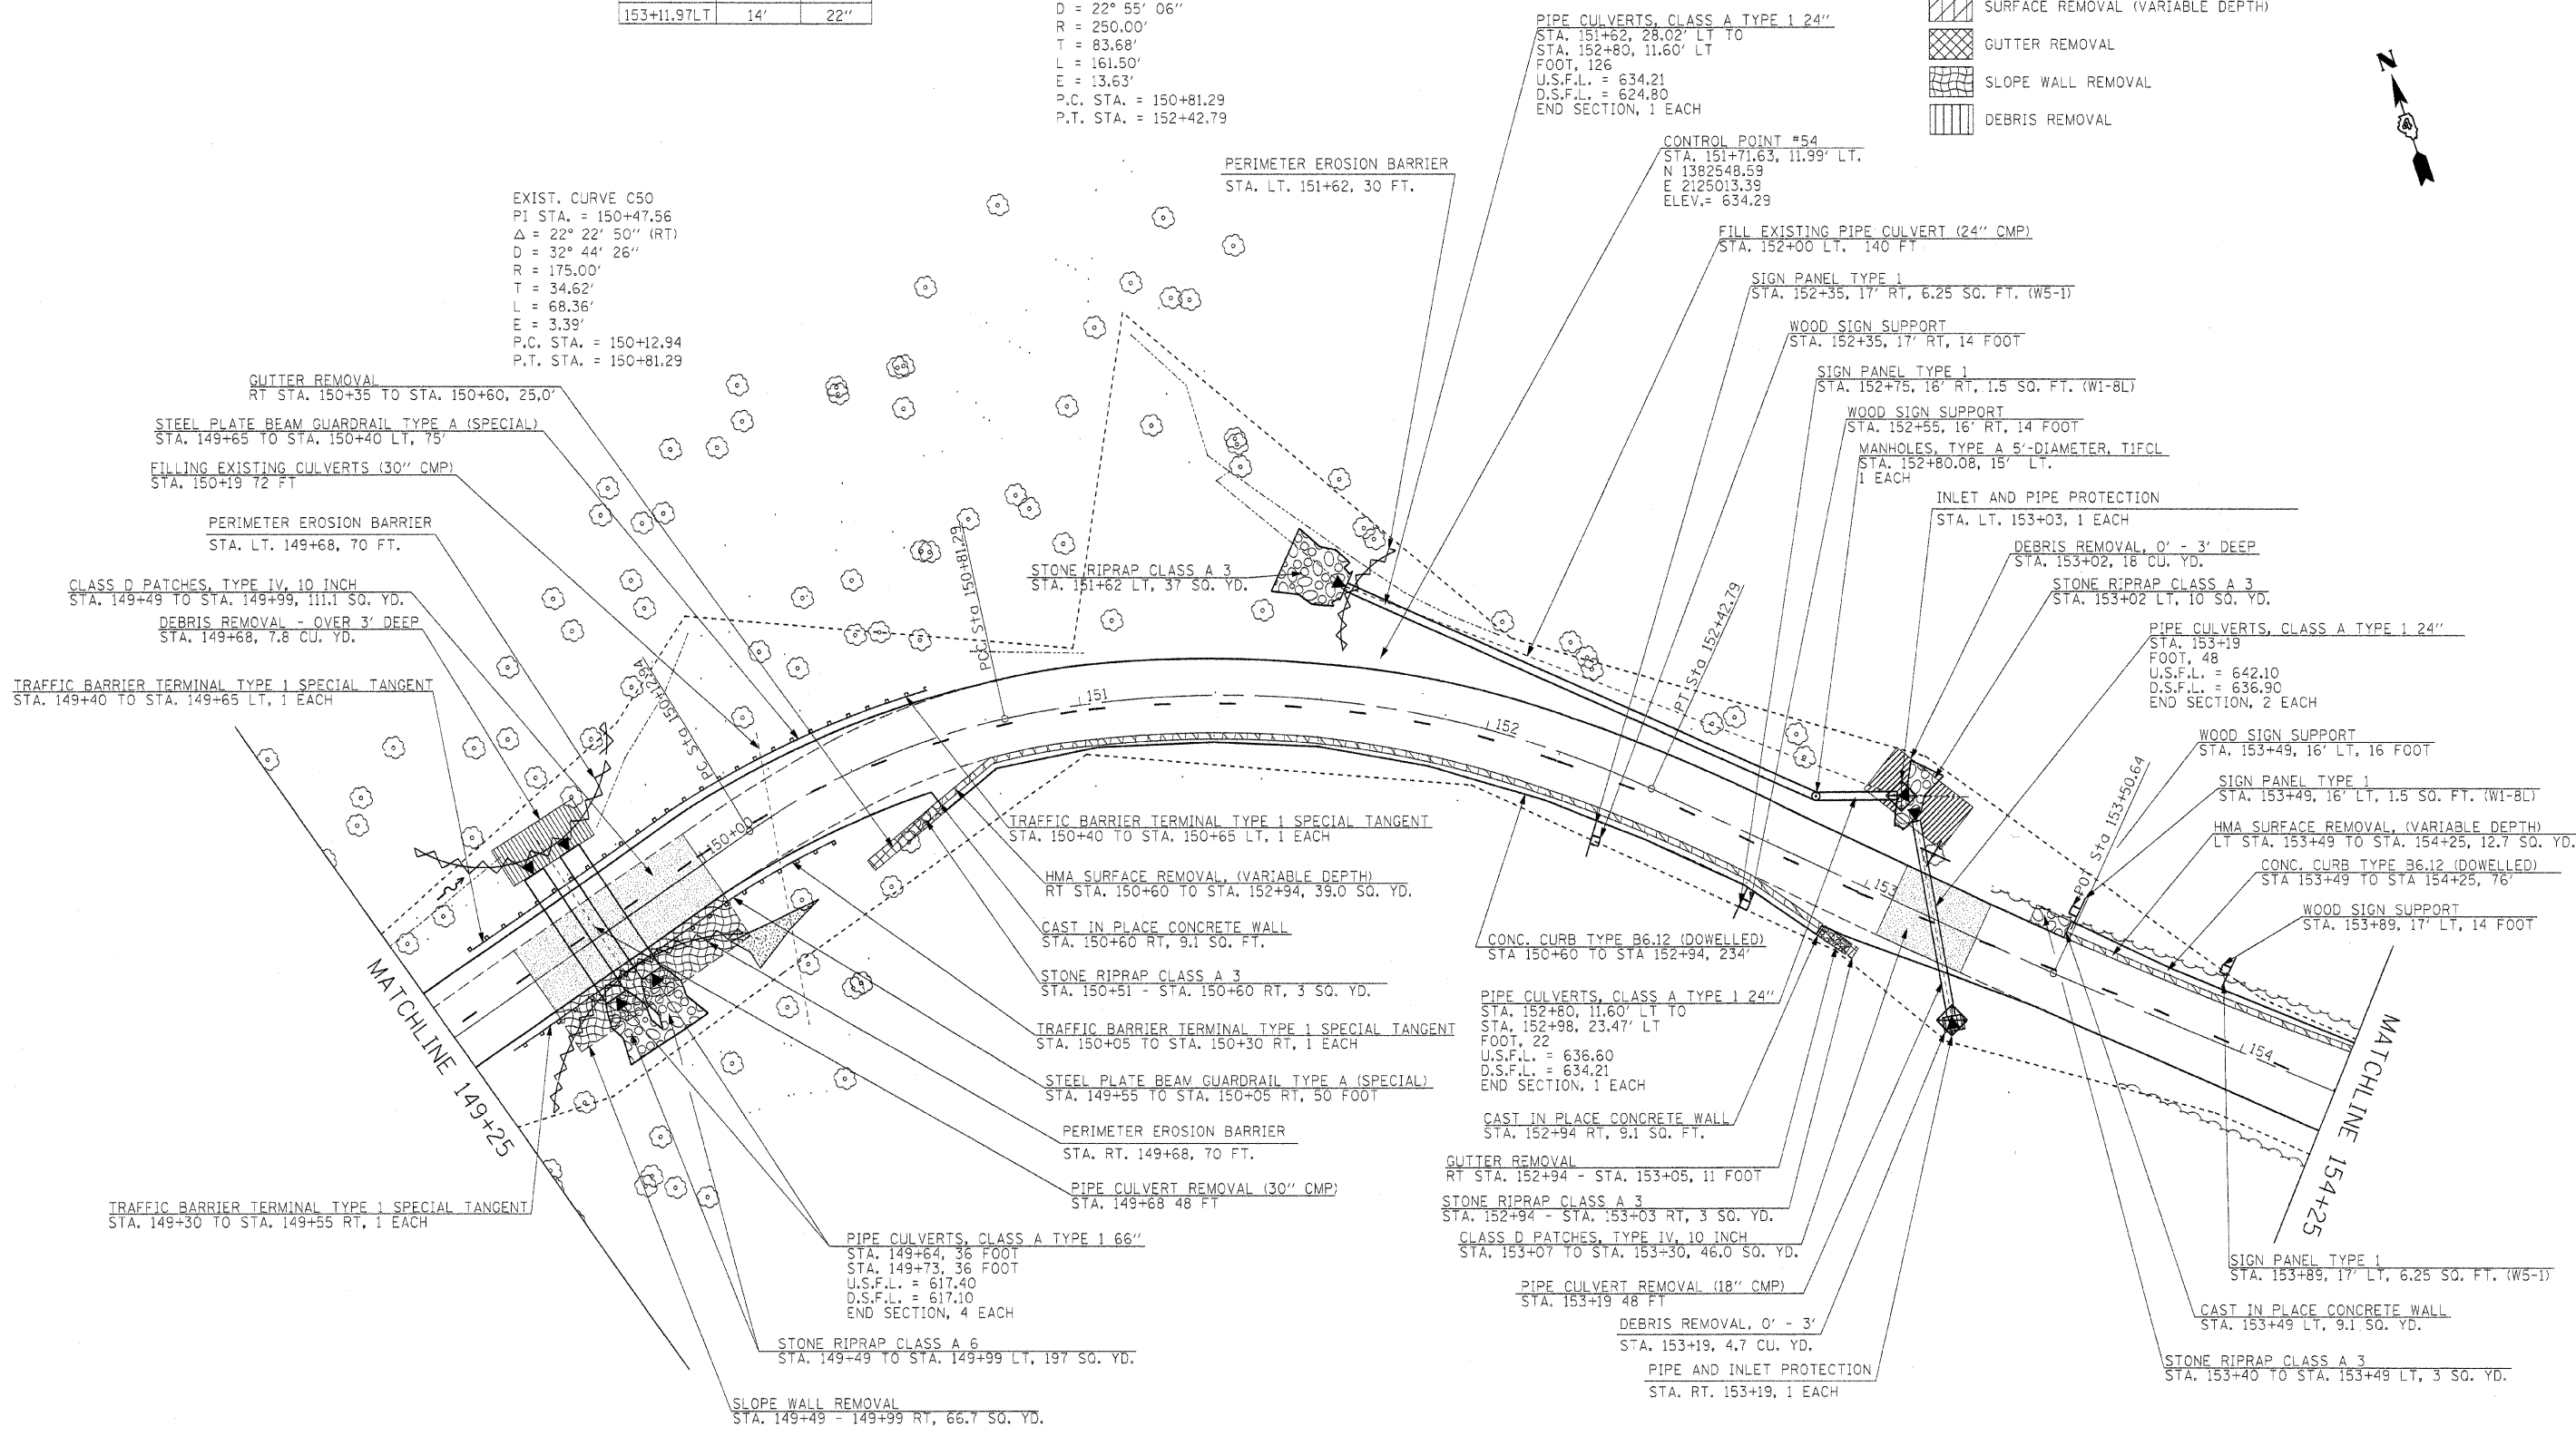 153+11.97LT 14' 22"
D = 22° 55' 06"
R = 250.00'
T = 83.68'
L = 161.50'
E = 13.63'
P.C. STA. = 150+81.29
P.T. STA. = 152+42.79
PIPE CULVERTS, CLASS A TYPE 1 24"
STA. 151+62, 28.02' LT TO
STA. 152+80, 11.60' LT
FOOT, 126
U.S.F.L. = 634.21
D.S.F.L. = 624.80
END SECTION, 1 EACH
SURFACE REMOVAL (VARIABLE DEPTH)
GUTTER REMOVAL
SLOPE WALL REMOVAL
DEBRIS REMOVAL
N
4
CONTROL POINT #54
STA. 151+71.63, 11.99' LT.
N 1382548.59
E 2125013.39
ELEV.= 634.29
PERIMETER EROSION BARRIER
STA. LT. 151+62, 30 FT.
EXIST. CURVE C50
PI STA. = 150+47.56
Δ = 22° 22' 50" (RT)
D = 32° 44' 26"
R = 175.00'
T = 34.62'
L = 68.36'
E = 3.39'
P.C. STA. = 150+12.94
P.T. STA. = 150+81.29
FILL EXISTING PIPE CULVERT (24" CMP)
STA. 152+00 LT. 140 FT
SIGN PANEL TYPE 1
STA. 152+35, 17' RT, 6.25 SQ. FT. (W5-1)
WOOD SIGN SUPPORT
STA. 152+35, 17' RT, 14 FOOT
SIGN PANEL TYPE 1
STA. 152+75, 16' RT, 1.5 SQ. FT. (W1-8L)
WOOD SIGN SUPPORT
STA. 152+55, 16' RT, 14 FOOT
MANHOLES, TYPE A 5'-DIAMETER, T1FCL
STA. 152+80.08, 15' LT.
1 EACH
INLET AND PIPE PROTECTION
STA. LT. 153+03, 1 EACH
DEBRIS REMOVAL, 0' - 3' DEEP
STA. 153+02, 18 CU. YD.
STONE RIPRAP CLASS A 3
STA. 153+02 LT, 10 SQ. YD.
PIPE CULVERTS, CLASS A TYPE 1 24"
STA. 153+19
FOOT, 48
U.S.F.L. = 642.10
D.S.F.L. = 636.90
END SECTION, 2 EACH
WOOD SIGN SUPPORT
STA. 153+49, 16' LT, 16 FOOT
SIGN PANEL TYPE 1
STA. 153+49, 16' LT, 1.5 SQ. FT. (W1-8L)
HMA SURFACE REMOVAL, (VARIABLE DEPTH)
LT STA. 153+49 TO STA. 154+25, 12.7 SQ. YD.
CONC. CURB TYPE B6.12 (DOWELLED)
STA 153+49 TO STA 154+25, 76'
WOOD SIGN SUPPORT
STA. 153+89, 17' LT, 14 FOOT
GUTTER REMOVAL
RT STA. 150+35 TO STA. 150+60, 25.0'
STEEL PLATE BEAM GUARDRAIL TYPE A (SPECIAL)
STA. 149+65 TO STA. 150+40 LT, 75'
FILLING EXISTING CULVERTS (30" CMP)
STA. 150+19 72 FT
PERIMETER EROSION BARRIER
STA. LT. 149+68, 70 FT.
CLASS D PATCHES, TYPE IV, 10 INCH
STA. 149+49 TO STA. 149+99, 111.1 SQ. YD.
DEBRIS REMOVAL - OVER 3' DEEP
STA. 149+68, 7.8 CU. YD.
TRAFFIC BARRIER TERMINAL TYPE 1 SPECIAL TANGENT
STA. 149+40 TO STA. 149+65 LT, 1 EACH
STONE RIPRAP CLASS A 3
STA. 151+62 LT, 37 SQ. YD.
PC Sta 150+12.94
PCC Sta 150+81.29
PT Sta 152+42.79
POT Sta 153+50.64
150+00
151
152
153
154
MATCHLINE 149+25
MATCHLINE 154+25
TRAFFIC BARRIER TERMINAL TYPE 1 SPECIAL TANGENT
STA. 150+40 TO STA. 150+65 LT, 1 EACH
HMA SURFACE REMOVAL, (VARIABLE DEPTH)
RT STA. 150+60 TO STA. 152+94, 39.0 SQ. YD.
CAST IN PLACE CONCRETE WALL
STA. 150+60 RT, 9.1 SQ. FT.
STONE RIPRAP CLASS A 3
STA. 150+51 - STA. 150+60 RT, 3 SQ. YD.
TRAFFIC BARRIER TERMINAL TYPE 1 SPECIAL TANGENT
STA. 150+05 TO STA. 150+30 RT, 1 EACH
STEEL PLATE BEAM GUARDRAIL TYPE A (SPECIAL)
STA. 149+55 TO STA. 150+05 RT, 50 FOOT
PERIMETER EROSION BARRIER
STA. RT. 149+68, 70 FT.
PIPE CULVERT REMOVAL (30" CMP)
STA. 149+68 48 FT
TRAFFIC BARRIER TERMINAL TYPE 1 SPECIAL TANGENT
STA. 149+30 TO STA. 149+55 RT, 1 EACH
PIPE CULVERTS, CLASS A TYPE 1 66"
STA. 149+64, 36 FOOT
STA. 149+73, 36 FOOT
U.S.F.L. = 617.40
D.S.F.L. = 617.10
END SECTION, 4 EACH
STONE RIPRAP CLASS A 6
STA. 149+49 TO STA. 149+99 LT, 197 SQ. YD.
SLOPE WALL REMOVAL
STA. 149+49 - 149+99 RT, 66.7 SQ. YD.
CONC. CURB TYPE B6.12 (DOWELLED)
STA 150+60 TO STA 152+94, 234'
PIPE CULVERTS, CLASS A TYPE 1 24"
STA. 152+80, 11.60' LT TO
STA. 152+98, 23.47' LT
FOOT, 22
U.S.F.L. = 636.60
D.S.F.L. = 634.21
END SECTION, 1 EACH
CAST IN PLACE CONCRETE WALL
STA. 152+94 RT, 9.1 SQ. FT.
GUTTER REMOVAL
RT STA. 152+94 - STA. 153+05, 11 FOOT
STONE RIPRAP CLASS A 3
STA. 152+94 - STA. 153+03 RT, 3 SQ. YD.
CLASS D PATCHES, TYPE IV, 10 INCH
STA. 153+07 TO STA. 153+30, 46.0 SQ. YD.
PIPE CULVERT REMOVAL (18" CMP)
STA. 153+19 48 FT
DEBRIS REMOVAL, 0' - 3'
STA. 153+19, 4.7 CU. YD.
PIPE AND INLET PROTECTION
STA. RT. 153+19, 1 EACH
SIGN PANEL TYPE 1
STA. 153+89, 17' LT, 6.25 SQ. FT. (W5-1)
CAST IN PLACE CONCRETE WALL
STA. 153+49 LT, 9.1 SQ. YD.
STONE RIPRAP CLASS A 3
STA. 153+40 TO STA. 153+49 LT, 3 SQ. YD.